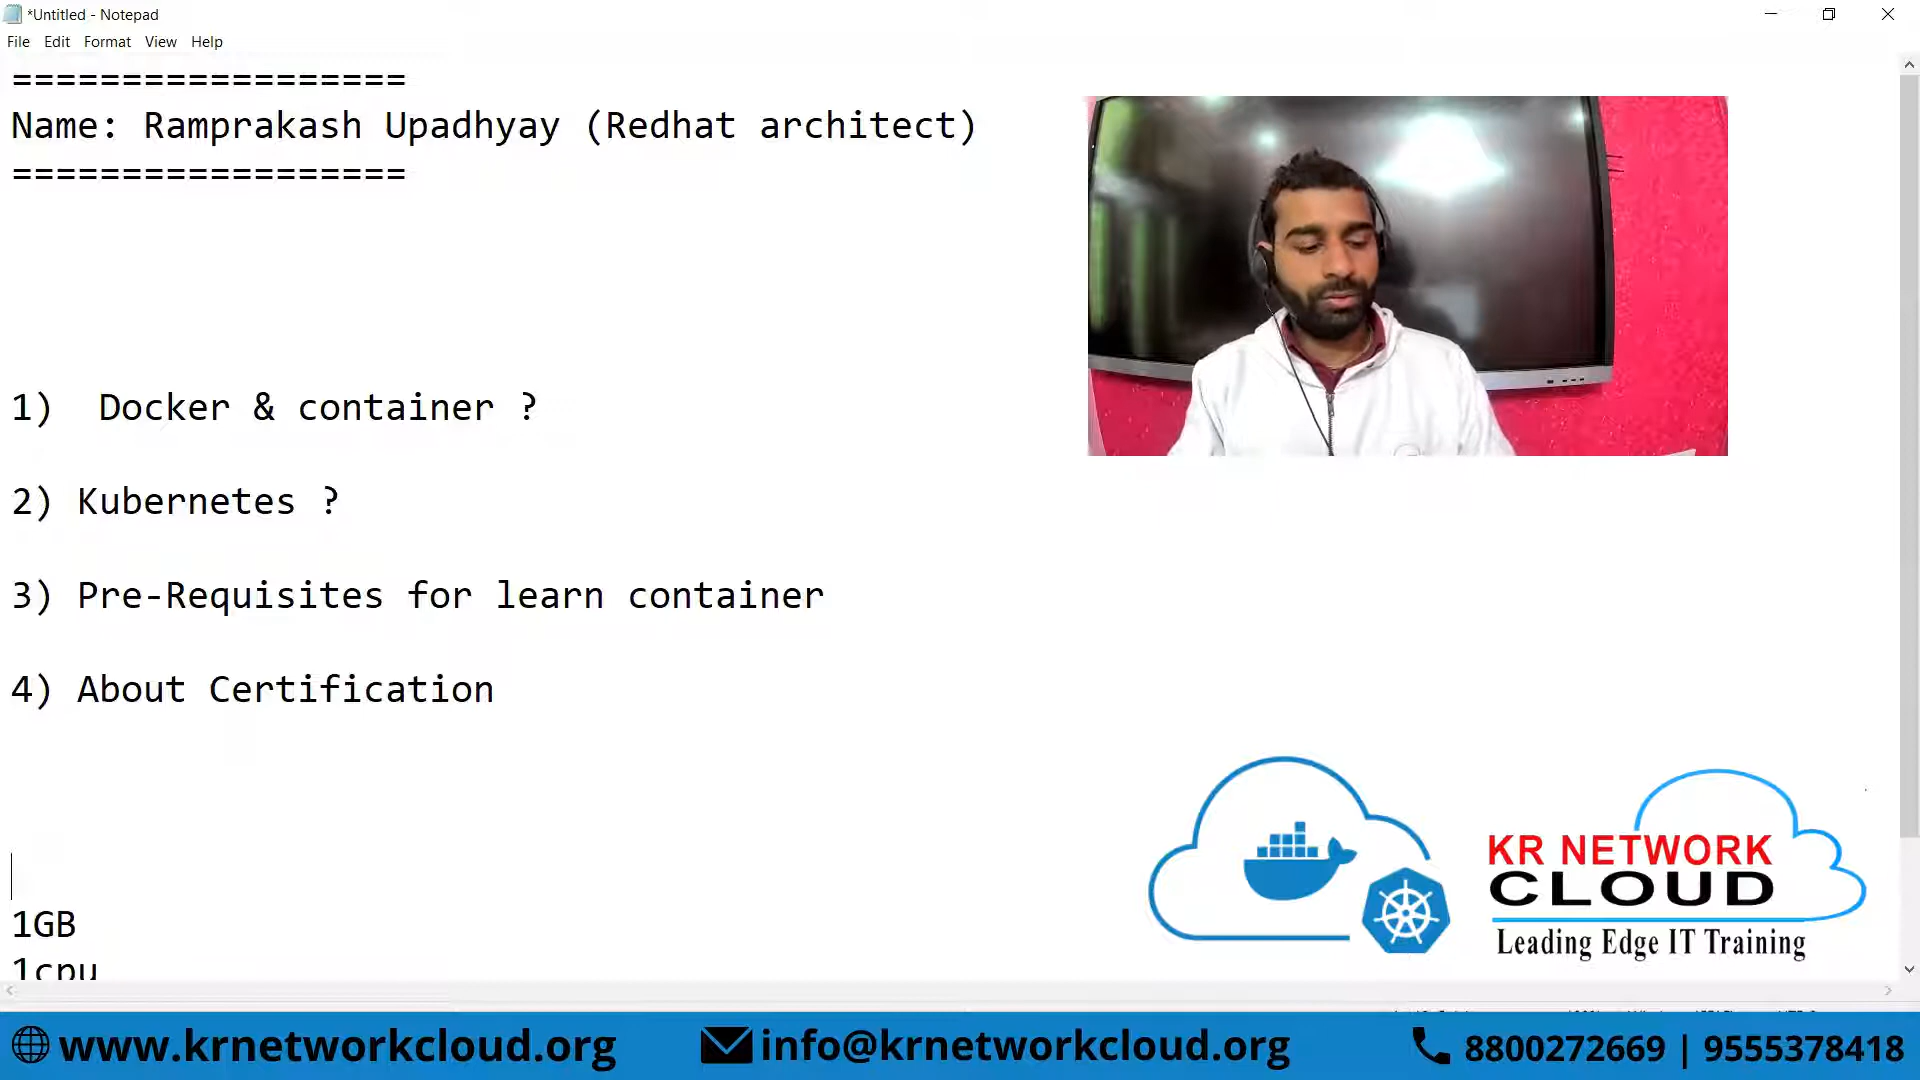 *Untitled - Notepad
File Edit Format View Help
==================
Name: Ramprakash Upadhyay (Redhat architect)
==================
1)  Docker & container ?
2) Kubernetes ?
3) Pre-Requisites for learn container
4) About Certification
1GB
1cpu
KR NETWORK
CLOUD
Leading Edge IT Training
www.krnetworkcloud.org
info@krnetworkcloud.org
8800272669 | 9555378418